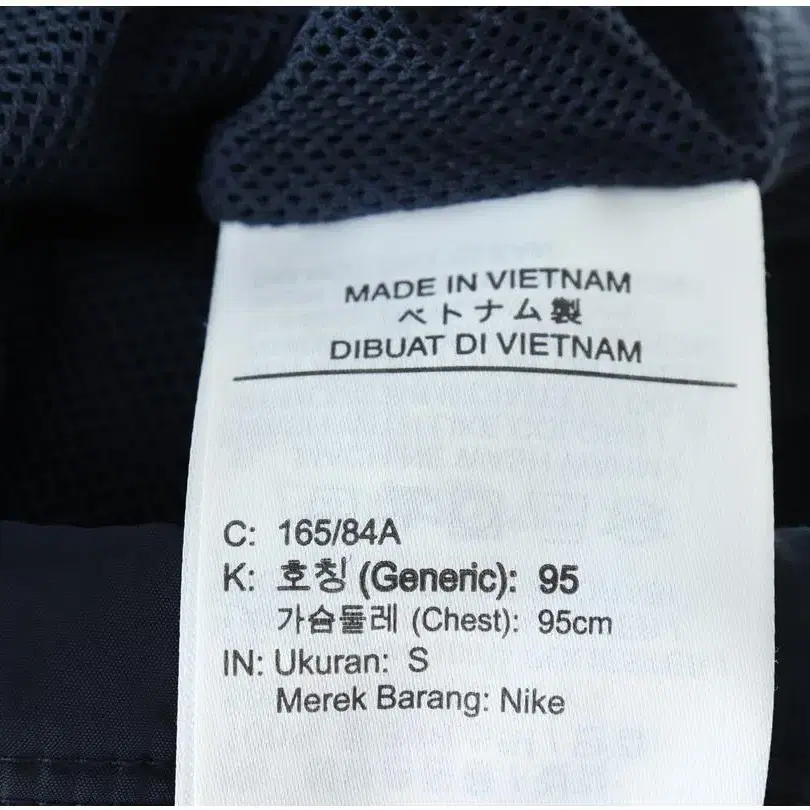 MADE IN VIETNAM
ベトナム製
DIBUAT DI VIETNAM
C: 165/84A
K: 호칭 (Generic): 95
가슴둘레 (Chest): 95cm
IN: Ukuran: S
Merek Barang: Nike